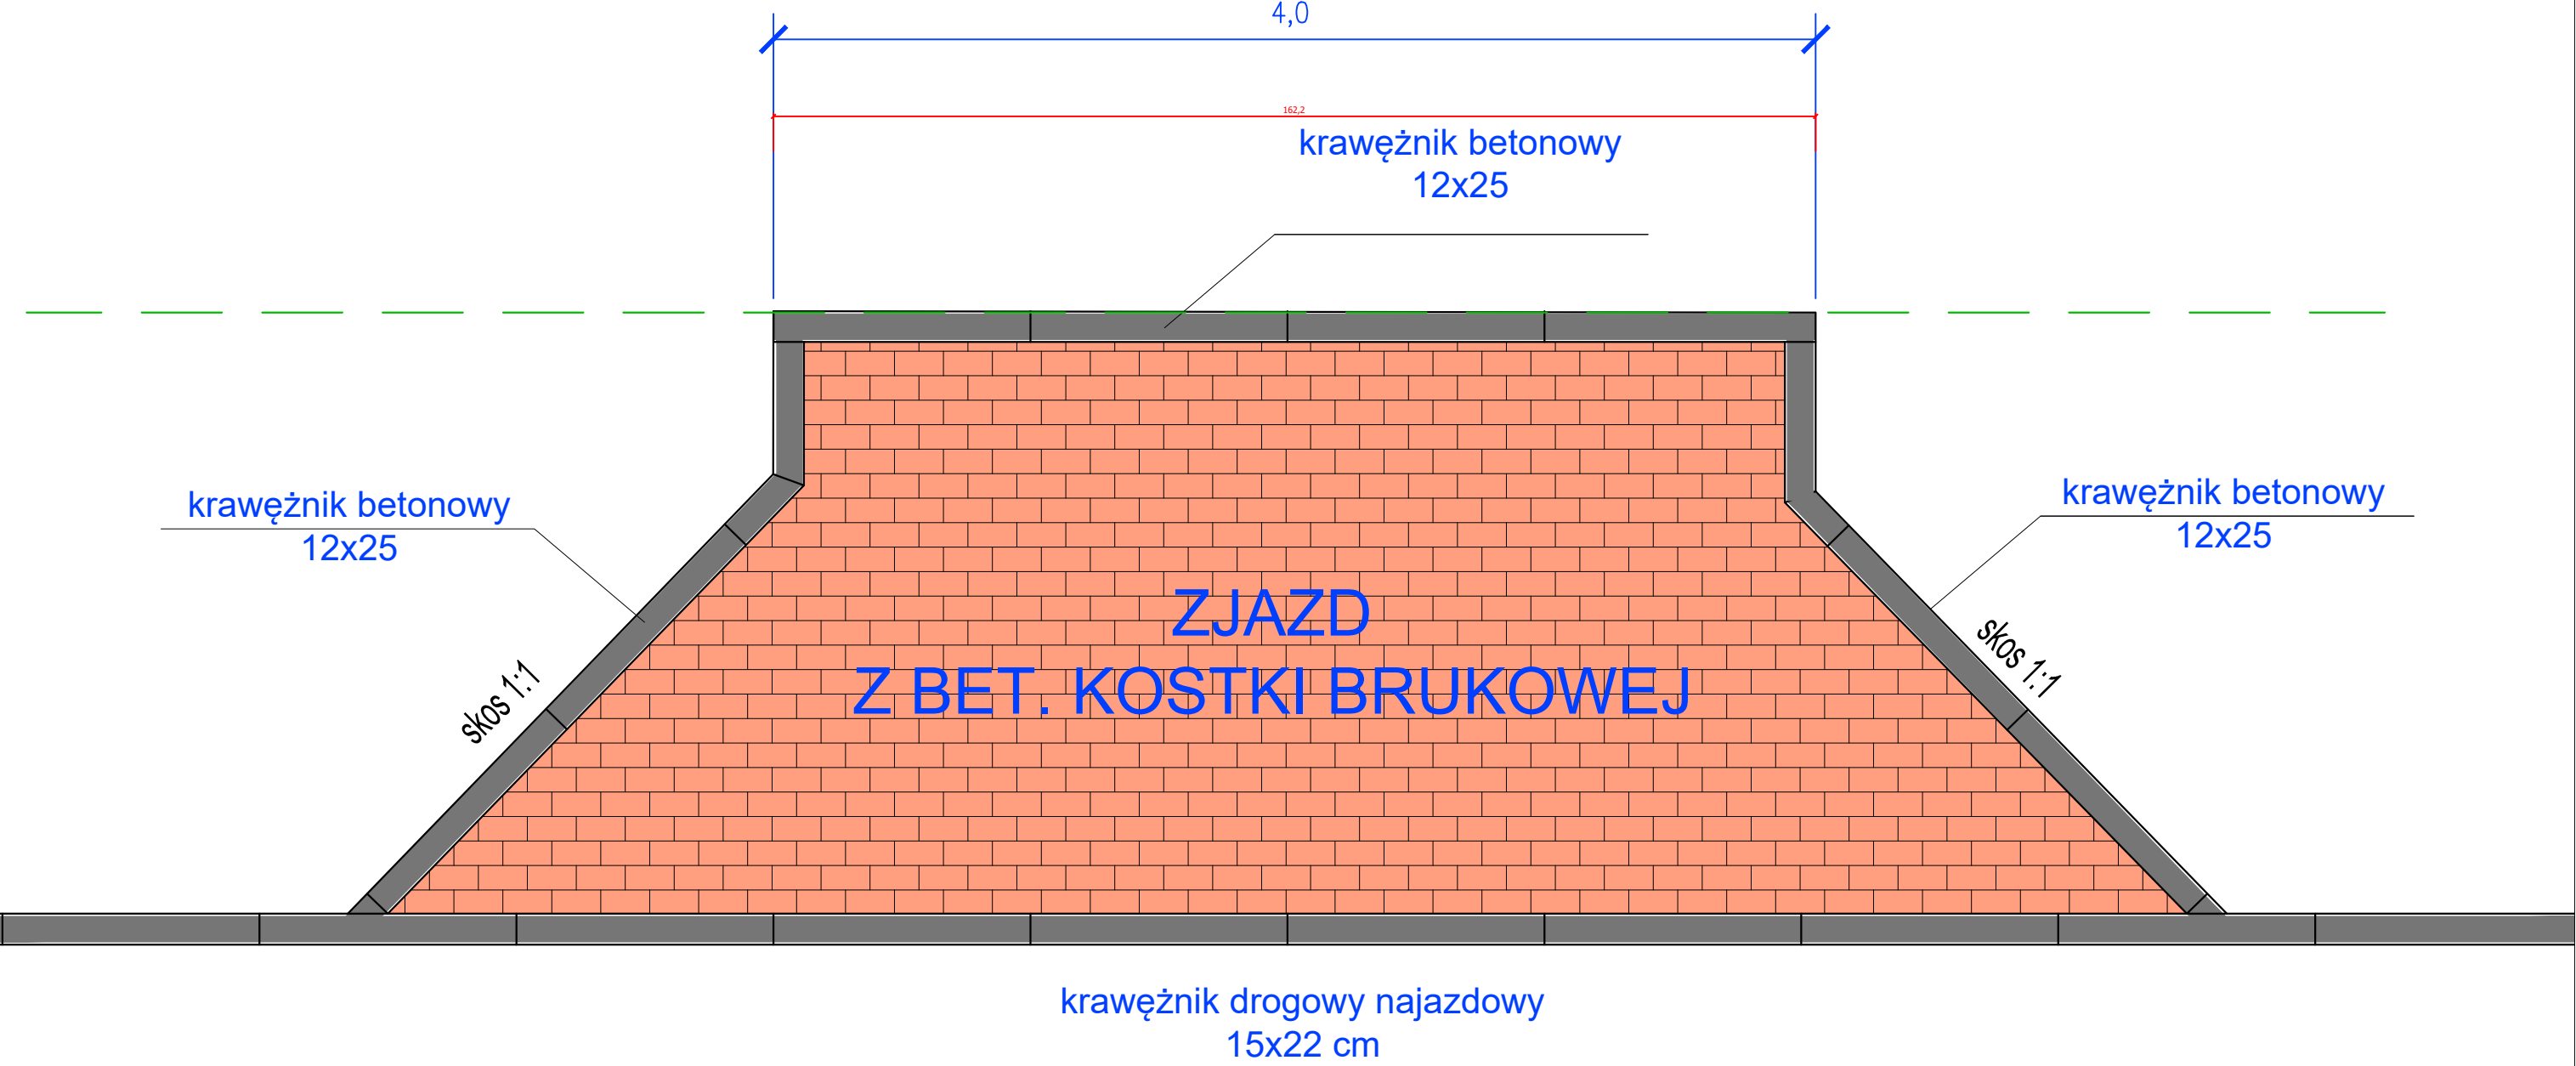 4,0
162,2
krawężnik betonowy
12x25
krawężnik betonowy
12x25
krawężnik betonowy
12x25
ZJAZD
Z BET. KOSTKI BRUKOWEJ
skos 1:1
skos 1:1
krawężnik drogowy najazdowy
15x22 cm